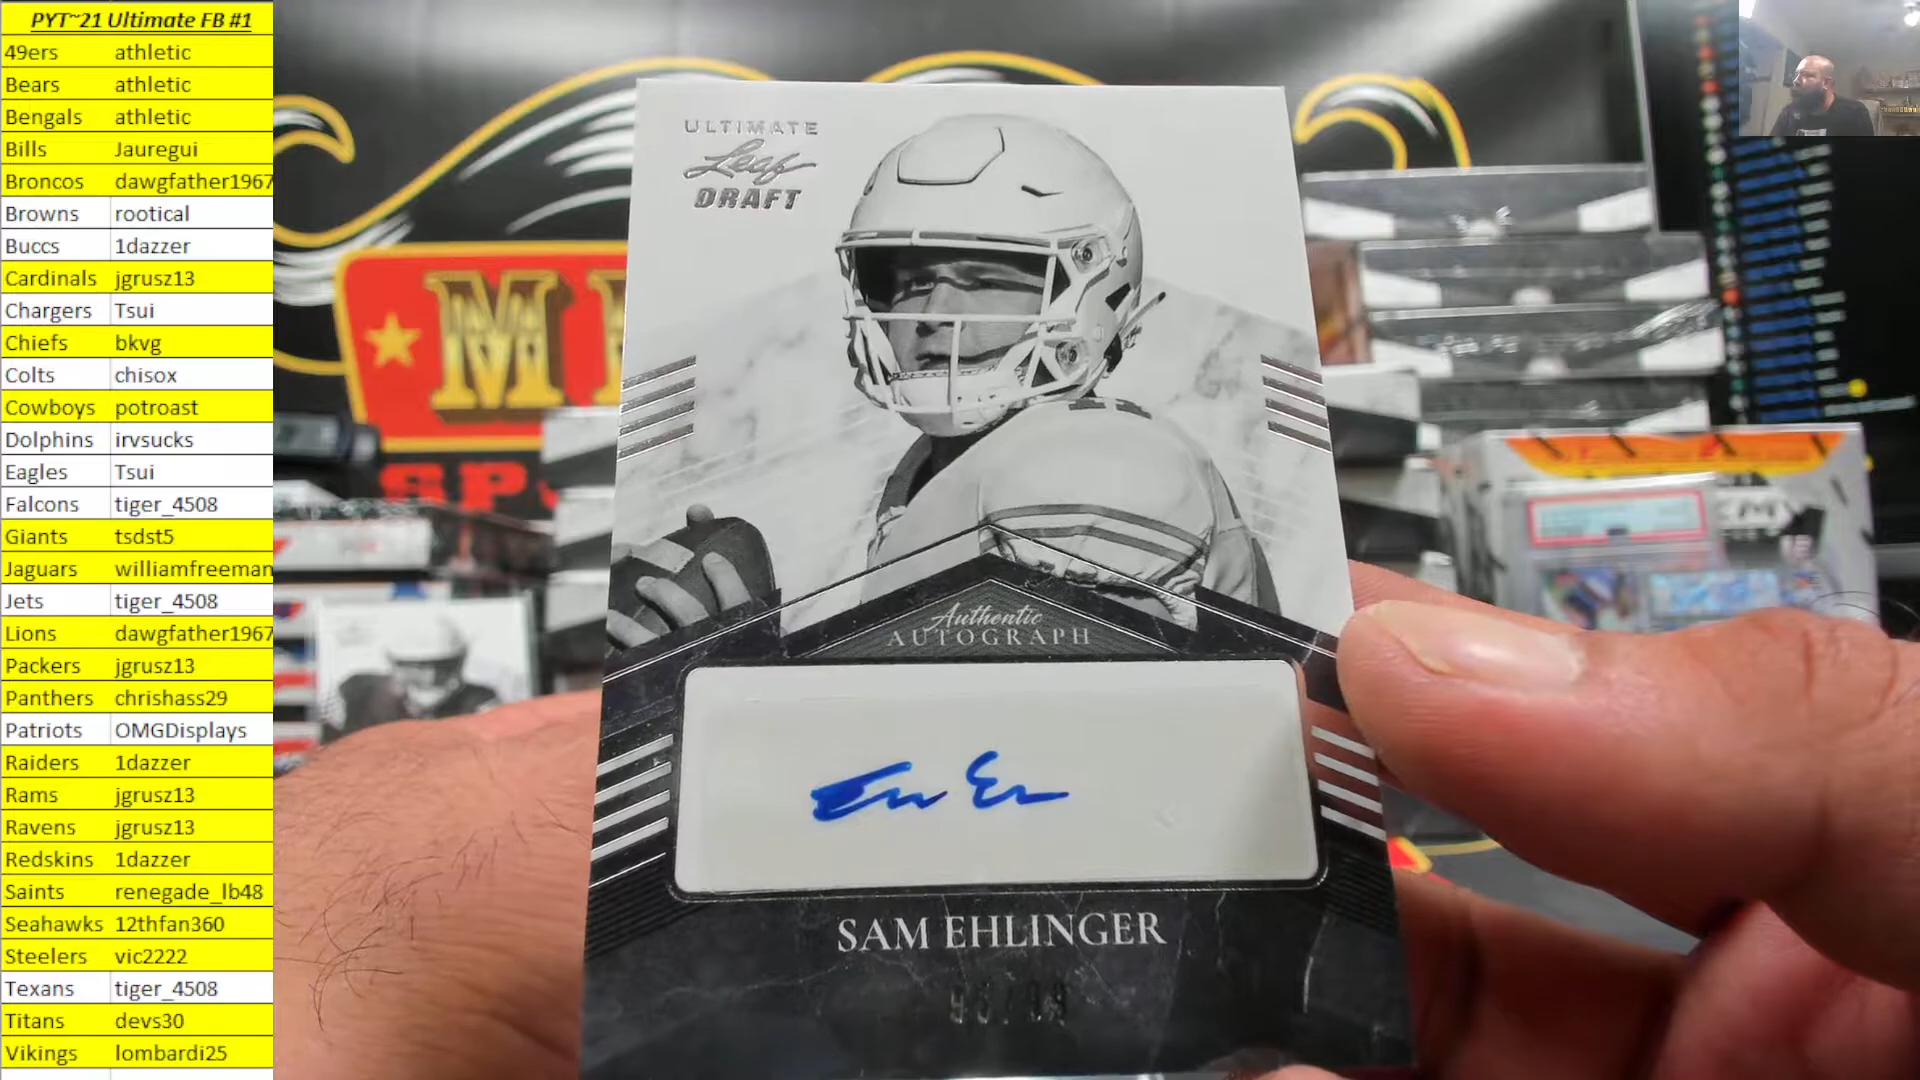 PYT~21 Ultimate FB #1
49ers athletic
Bears athletic
Bengals athletic
Bills Jauregui
Broncos dawgfather1967
Browns rootical
Buccs 1dazzer
Cardinals jgrusz13
Chargers Tsui
Chiefs bkvg
Colts chisox
Cowboys potroast
Dolphins irvsucks
Eagles Tsui
Falcons tiger_4508
Giants tsdst5
Jaguars williamfreeman
Jets tiger_4508
Lions dawgfather1967
Packers jgrusz13
Panthers chrishass29
Patriots OMGDisplays
Raiders 1dazzer
Rams jgrusz13
Ravens jgrusz13
Redskins 1dazzer
Saints renegade_lb48
Seahawks 12thfan360
Steelers vic2222
Texans tiger_4508
Titans devs30
Vikings lombardi25
ULTIMATE
Leaf
DRAFT
Authentic
AUTOGRAPH
SAM EHLINGER